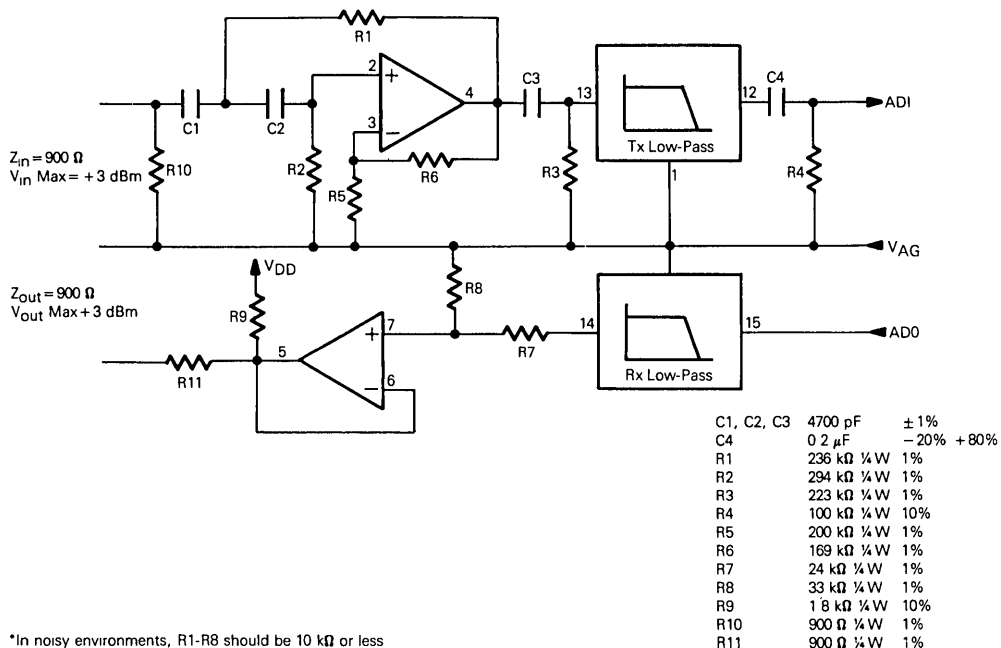 R1
2
+
4
C3
13
12
C4
ADI
C1
C2
3
−
Tx Low-Pass
Zin = 900 Ω
Vin Max = +3 dBm
R10
R2
R6
R5
R3
1
R4
VAG
VDD
R8
Zout = 900 Ω
Vout Max +3 dBm
R9
+
7
14
15
AD0
5
R7
−
6
R11
Rx Low-Pass
C1, C2, C3 4700 pF ±1%
C4 0 2 µF −20% +80%
R1 236 kΩ ¼ W 1%
R2 294 kΩ ¼ W 1%
R3 223 kΩ ¼ W 1%
R4 100 kΩ ¼ W 10%
R5 200 kΩ ¼ W 1%
R6 169 kΩ ¼ W 1%
R7 24 kΩ ¼ W 1%
R8 33 kΩ ¼ W 1%
R9 1 8 kΩ ¼ W 10%
R10 900 Ω ¼ W 1%
R11 900 Ω ¼ W 1%
*In noisy environments, R1-R8 should be 10 kΩ or less